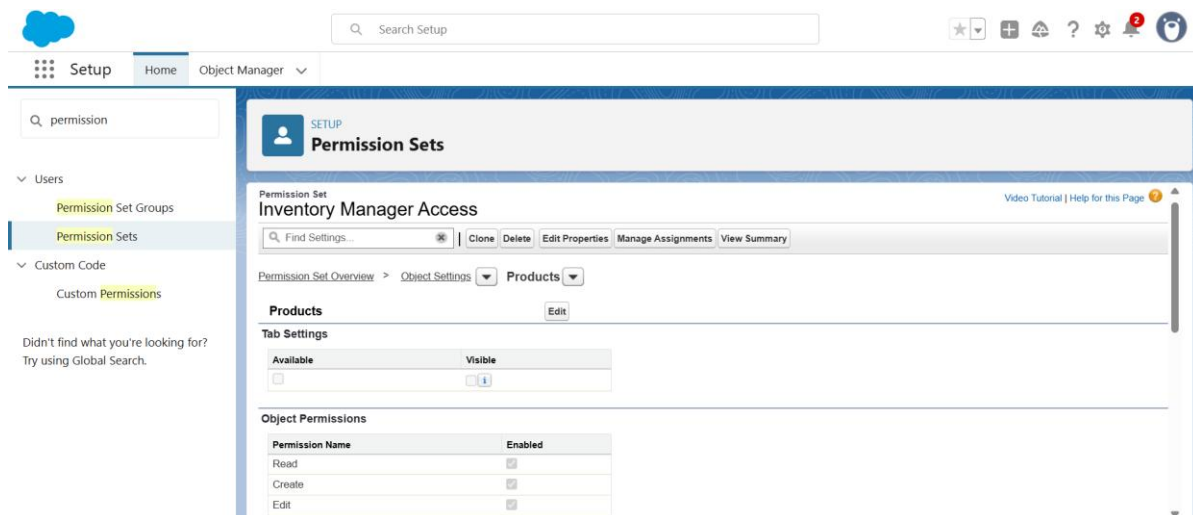 Search Setup
2
Setup Home Object Manager
permission
Users
Permission Set Groups
Permission Sets
Custom Code
Custom Permissions
Didn't find what you're looking for?
Try using Global Search.
SETUP
Permission Sets
Permission Set
Inventory Manager Access
Video Tutorial | Help for this Page ?
Find Settings... | Clone Delete Edit Properties Manage Assignments View Summary
Permission Set Overview > Object Settings Products
Products Edit
Tab Settings
Available Visible
i
Object Permissions
Permission Name Enabled
Read
Create
Edit